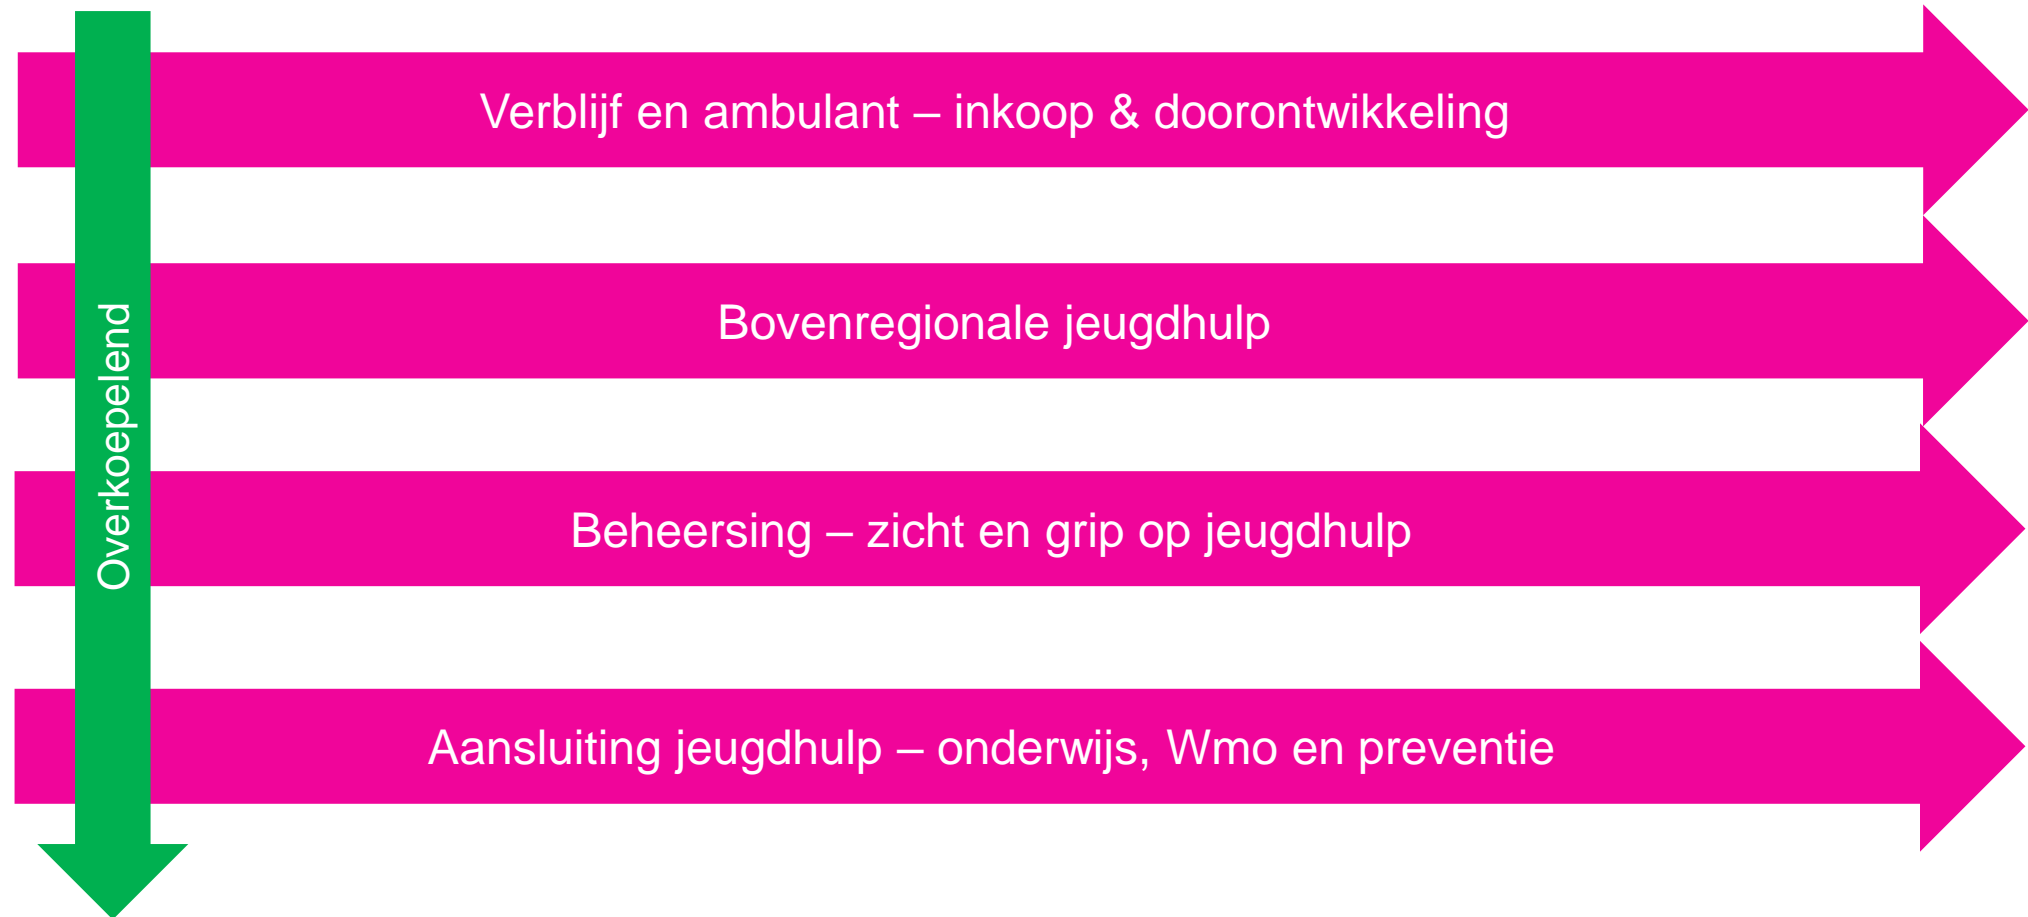 Verblijf en ambulant – inkoop & doorontwikkeling
Bovenregionale jeugdhulp
Overkoepelend
Beheersing – zicht en grip op jeugdhulp
Aansluiting jeugdhulp – onderwijs, Wmo en preventie